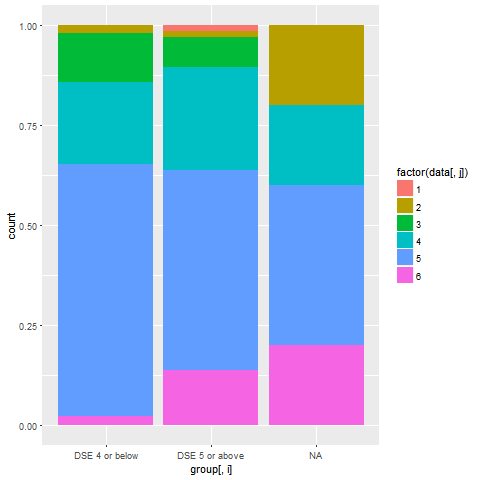 1.00
0.75
0.50
0.25
0.00
count
DSE 4 or below
DSE 5 or above
NA
group[, i]
factor(data[, j])
1
2
3
4
5
6